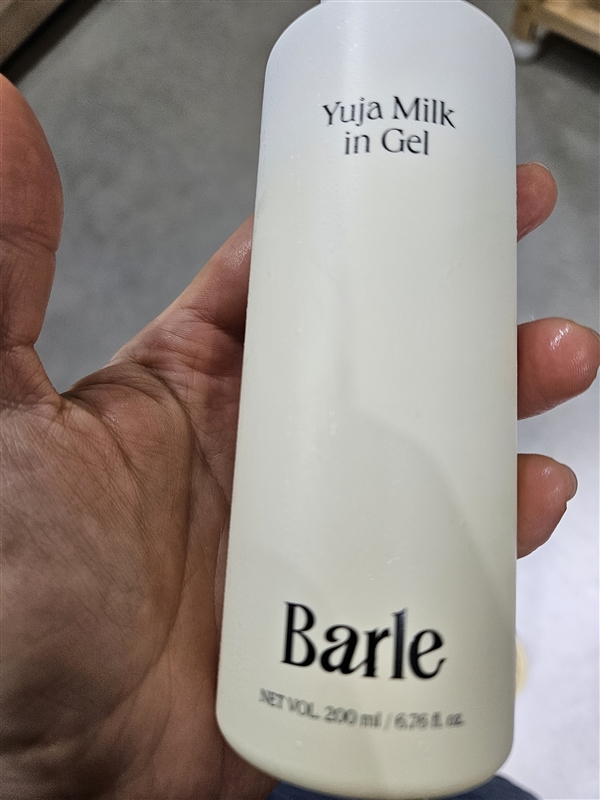 Yuja Milk
in Gel
Barle
NET VOL. 200 ml / 6.76 fl. oz.